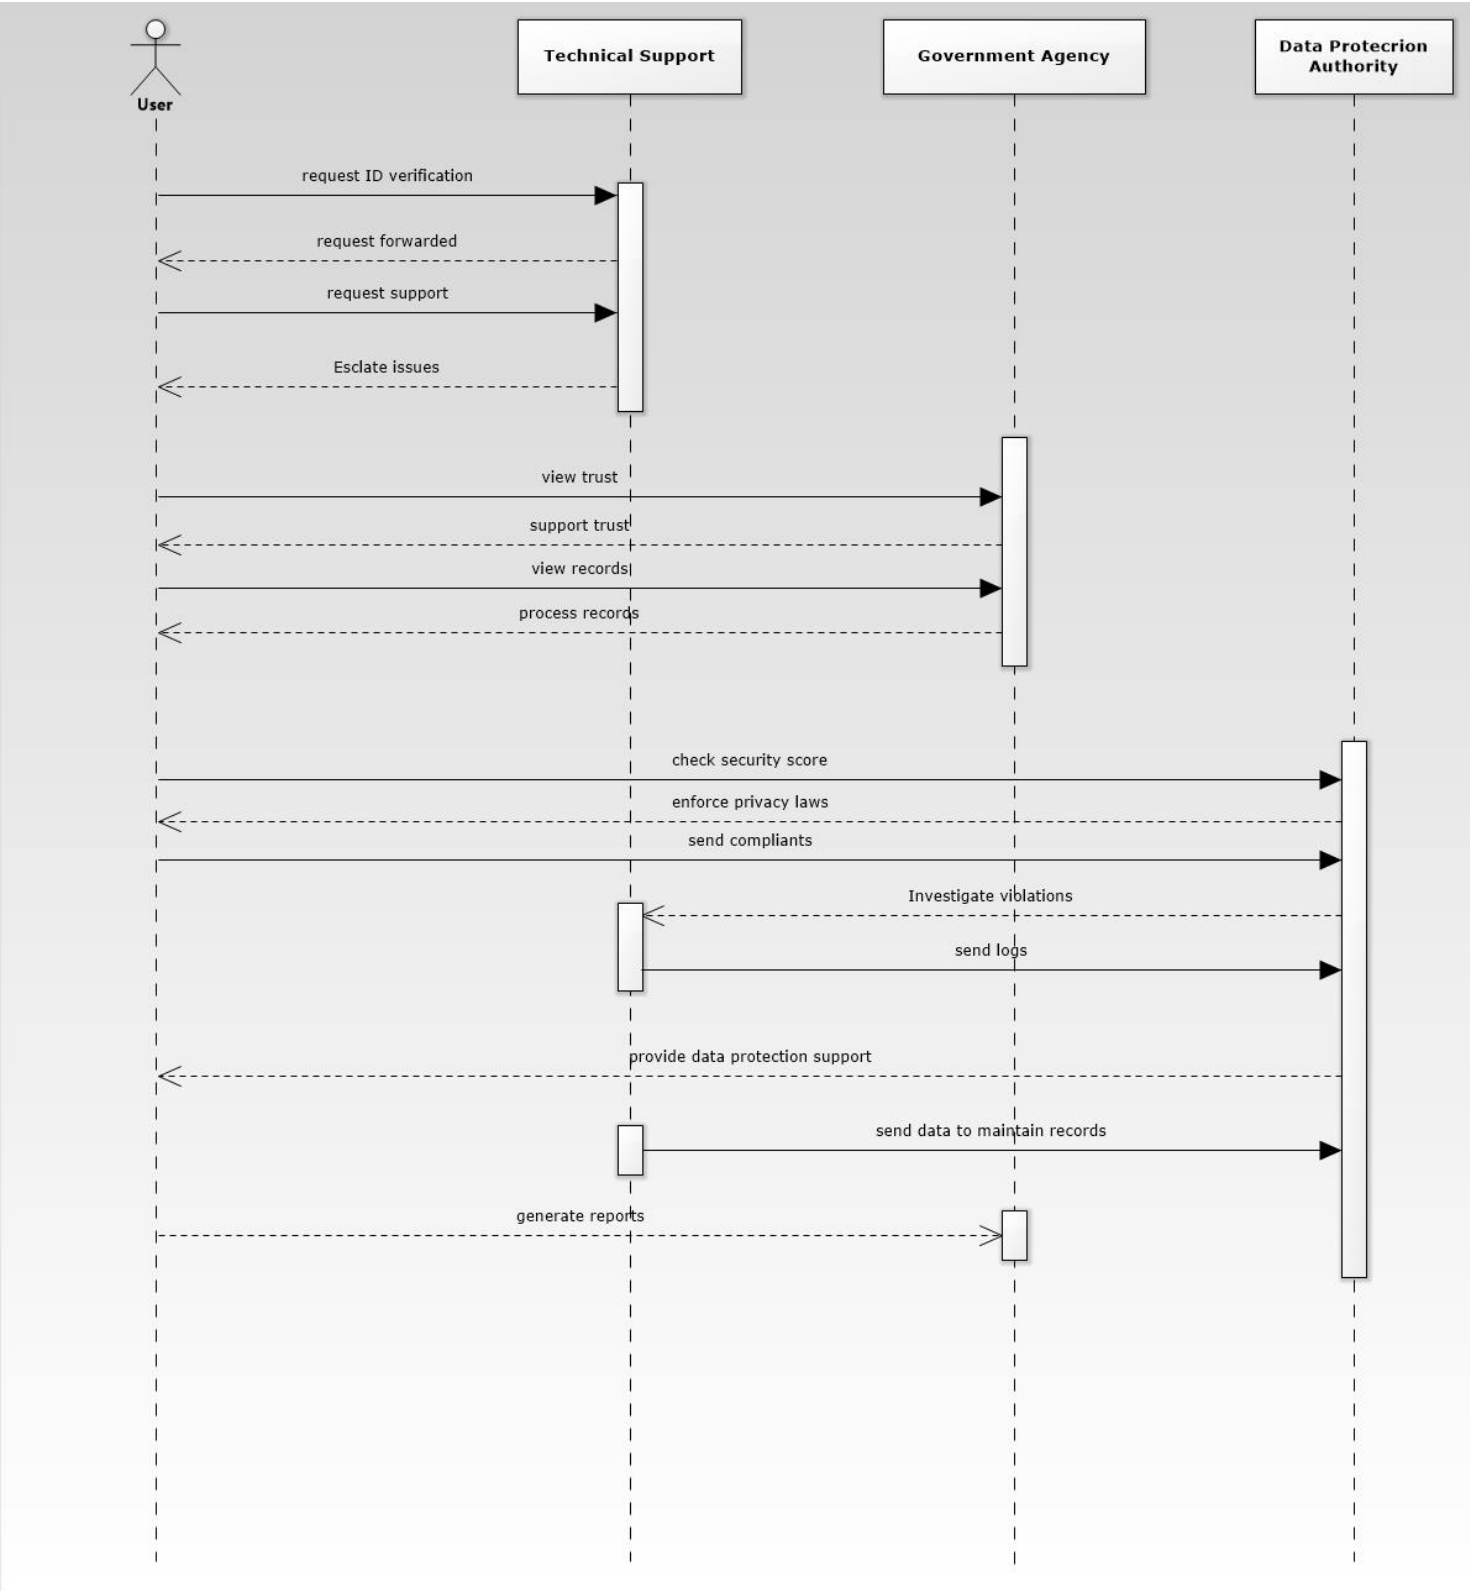 User
Technical Support
Government Agency
Data Protecrion
Authority
request ID verification
request forwarded
request support
Esclate issues
view trust
support trust
view records
process records
check security score
enforce privacy laws
send compliants
Investigate violations
send logs
provide data protection support
send data to maintain records
generate reports